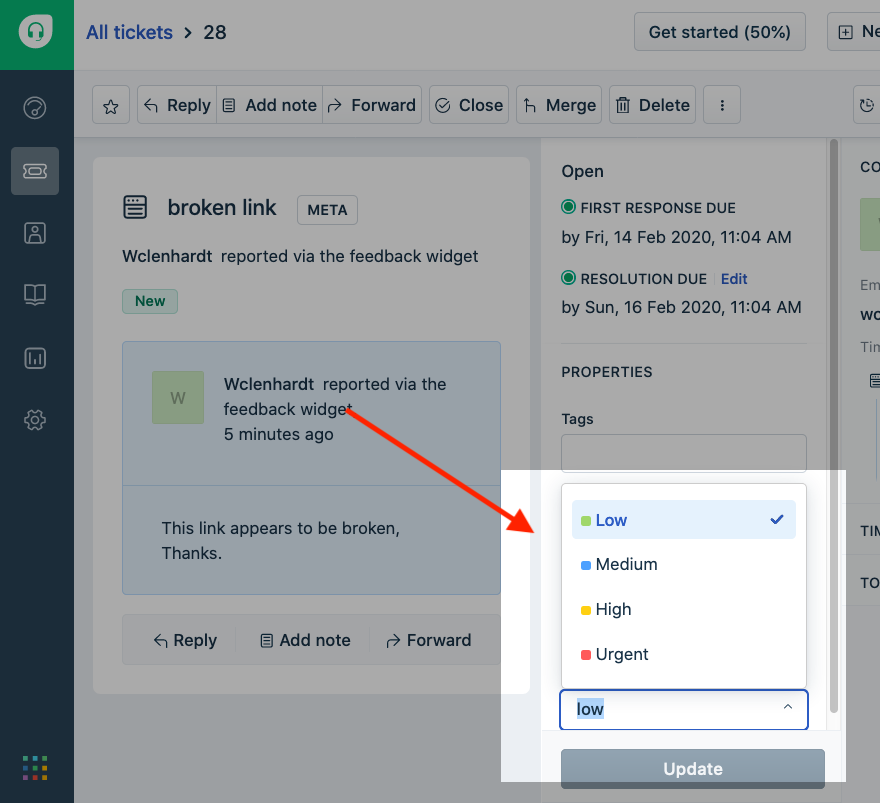 All tickets > 28
Get started (50%)
Ne
Reply
Add note
Forward
Close
Merge
Delete
broken link
META
Wclenhardt reported via the feedback widget
New
W
Wclenhardt reported via the
feedback widget
5 minutes ago
This link appears to be broken,
Thanks.
Reply
Add note
Forward
Open
FIRST RESPONSE DUE
by Fri, 14 Feb 2020, 11:04 AM
RESOLUTION DUE Edit
by Sun, 16 Feb 2020, 11:04 AM
PROPERTIES
Tags
Low
Medium
High
Urgent
low
Update
CO
Em
wc
Tim
TIM
TO